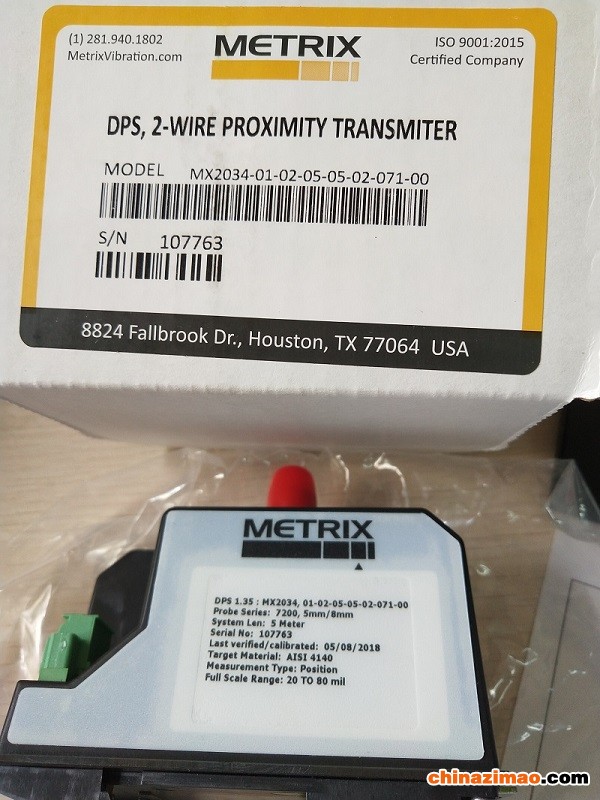 (1) 281.940.1802
MetrixVibration.com
METRIX
ISO 9001:2015
Certified Company
DPS, 2-WIRE PROXIMITY TRANSMITER
MODEL MX2034-01-02-05-05-02-071-00
S/N 107763
8824 Fallbrook Dr., Houston, TX 77064 USA
METRIX
DPS 1.35 : MX2034, 01-02-05-05-02-071-00
Probe Series: 7200, 5mm/8mm
System Len: 5 Meter
Serial No: 107763
Last verified/calibrated: 05/08/2018
Target Material: AISI 4140
Measurement Type: Position
Full Scale Range: 20 TO 80 mil
chinazimao.com